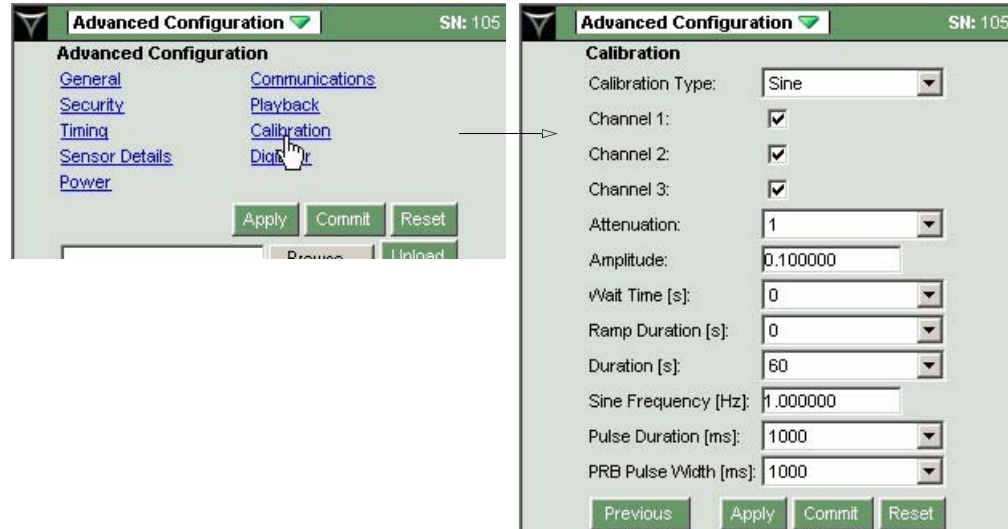 Advanced Configuration SN: 105
Advanced Configuration
General Communications
Security Playback
Timing Calibration
Sensor Details
Power
Apply Commit Reset
Upload
Advanced Configuration SN: 105
Calibration
Calibration Type: Sine
Channel 1:
Channel 2:
Channel 3:
Attenuation: 1
Amplitude: 0.100000
Wait Time [s]: 0
Ramp Duration [s]: 0
Duration [s]: 60
Sine Frequency [Hz]: 1.000000
Pulse Duration [ms]: 1000
PRB Pulse Width [ms]: 1000
Previous Apply Commit Reset